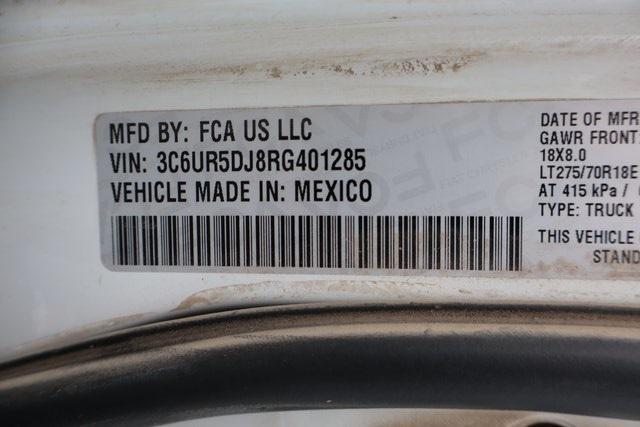 MFD BY: FCA US LLC
VIN: 3C6UR5DJ8RG401285
VEHICLE MADE IN: MEXICO
DATE OF MFR
GAWR FRONT:
18X8.0
LT275/70R18E
AT 415 kPa /
TYPE: TRUCK
THIS VEHICLE
STAND